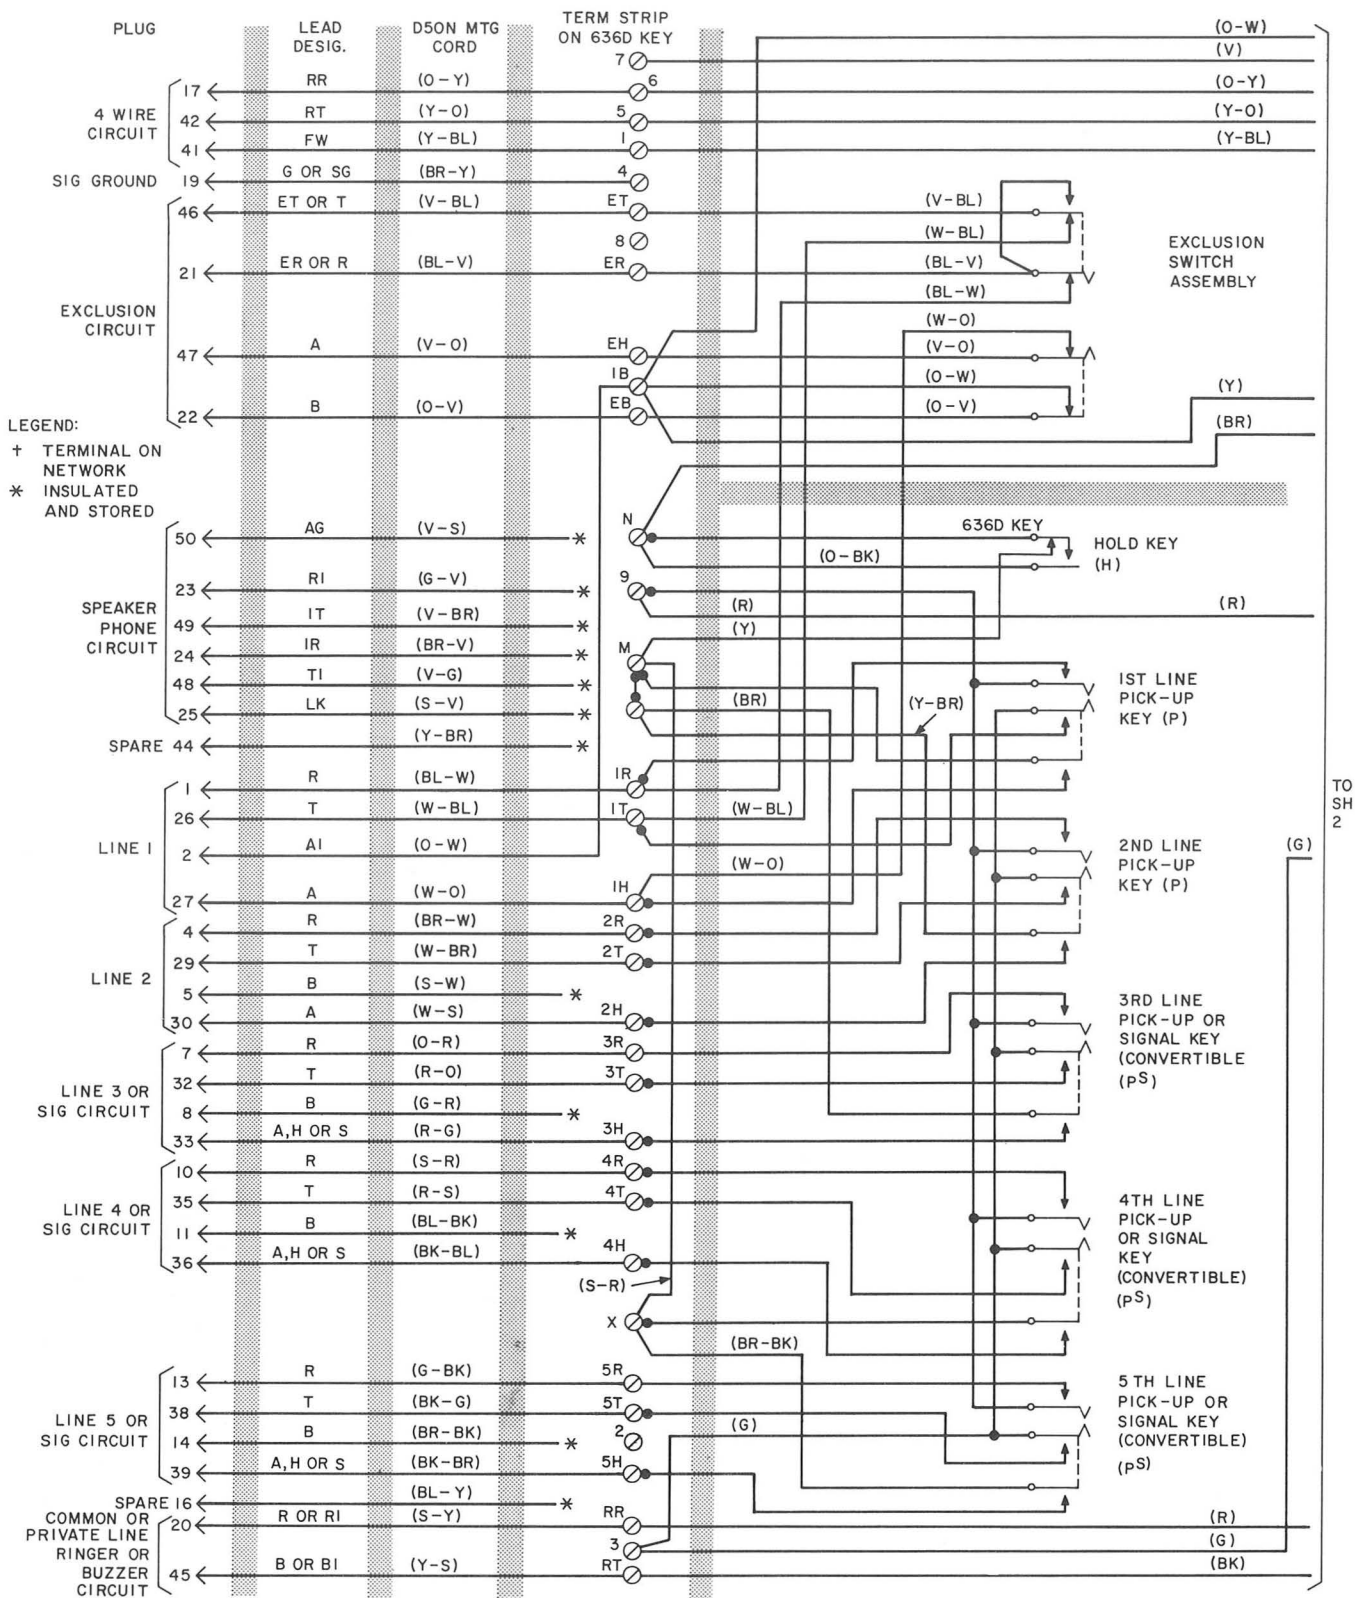 PLUG
LEAD DESIG.
D50N MTG CORD
TERM STRIP ON 636D KEY
(O-W)
7 (V)
4 WIRE CIRCUIT
17 RR (O-Y) 6 (O-Y)
42 RT (Y-O) 5 (Y-O)
41 FW (Y-BL) 1 (Y-BL)
SIG GROUND 19 G OR SG (BR-Y) 4
EXCLUSION CIRCUIT
46 ET OR T (V-BL) ET (V-BL)
8 (W-BL)
21 ER OR R (BL-V) ER (BL-V)
(BL-W)
(W-O)
47 A (V-O) EH (V-O)
1B (O-W)
22 B (O-V) EB (O-V)
EXCLUSION SWITCH ASSEMBLY
(Y)
(BR)
LEGEND:
† TERMINAL ON NETWORK
* INSULATED AND STORED
SPEAKER PHONE CIRCUIT
50 AG (V-S) *
N
636D KEY
HOLD KEY (H)
(O-BK)
23 R1 (G-V) *
9 (R) (R)
49 1T (V-BR) *
(Y)
24 1R (BR-V) *
M
48 T1 (V-G) *
25 LK (S-V) *
(BR) (Y-BR)
SPARE 44 (Y-BR) *
1ST LINE PICK-UP KEY (P)
LINE 1
1 R (BL-W) 1R
26 T (W-BL) 1T (W-BL)
2 A1 (O-W)
27 A (W-O) 1H (W-O)
2ND LINE PICK-UP KEY (P)
(G)
TO SH 2
LINE 2
4 R (BR-W) 2R
29 T (W-BR) 2T
5 B (S-W) *
30 A (W-S) 2H
3RD LINE PICK-UP OR SIGNAL KEY (CONVERTIBLE (PS)
LINE 3 OR SIG CIRCUIT
7 R (O-R) 3R
32 T (R-O) 3T
8 B (G-R) *
33 A,H OR S (R-G) 3H
LINE 4 OR SIG CIRCUIT
10 R (S-R) 4R
35 T (R-S) 4T
11 B (BL-BK) *
36 A,H OR S (BK-BL) 4H
(S-R)
X
(BR-BK)
4TH LINE PICK-UP OR SIGNAL KEY (CONVERTIBLE) (PS)
LINE 5 OR SIG CIRCUIT
13 R (G-BK) 5R
38 T (BK-G) 5T
14 B (BR-BK) * 2 (G)
39 A,H OR S (BK-BR) 5H
5TH LINE PICK-UP OR SIGNAL KEY (CONVERTIBLE) (PS)
SPARE 16 (BL-Y) *
COMMON OR PRIVATE LINE RINGER OR BUZZER CIRCUIT
20 R OR R1 (S-Y) RR (R)
3 (G)
45 B OR B1 (Y-S) RT (BK)